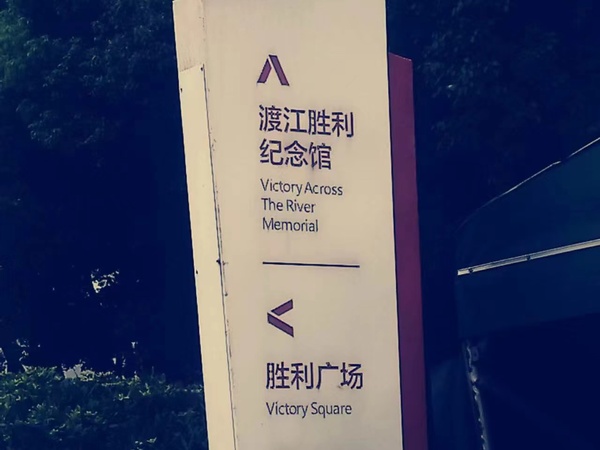 渡江胜利
纪念馆
Victory Across
The River
Memorial
胜利广场
Victory Square